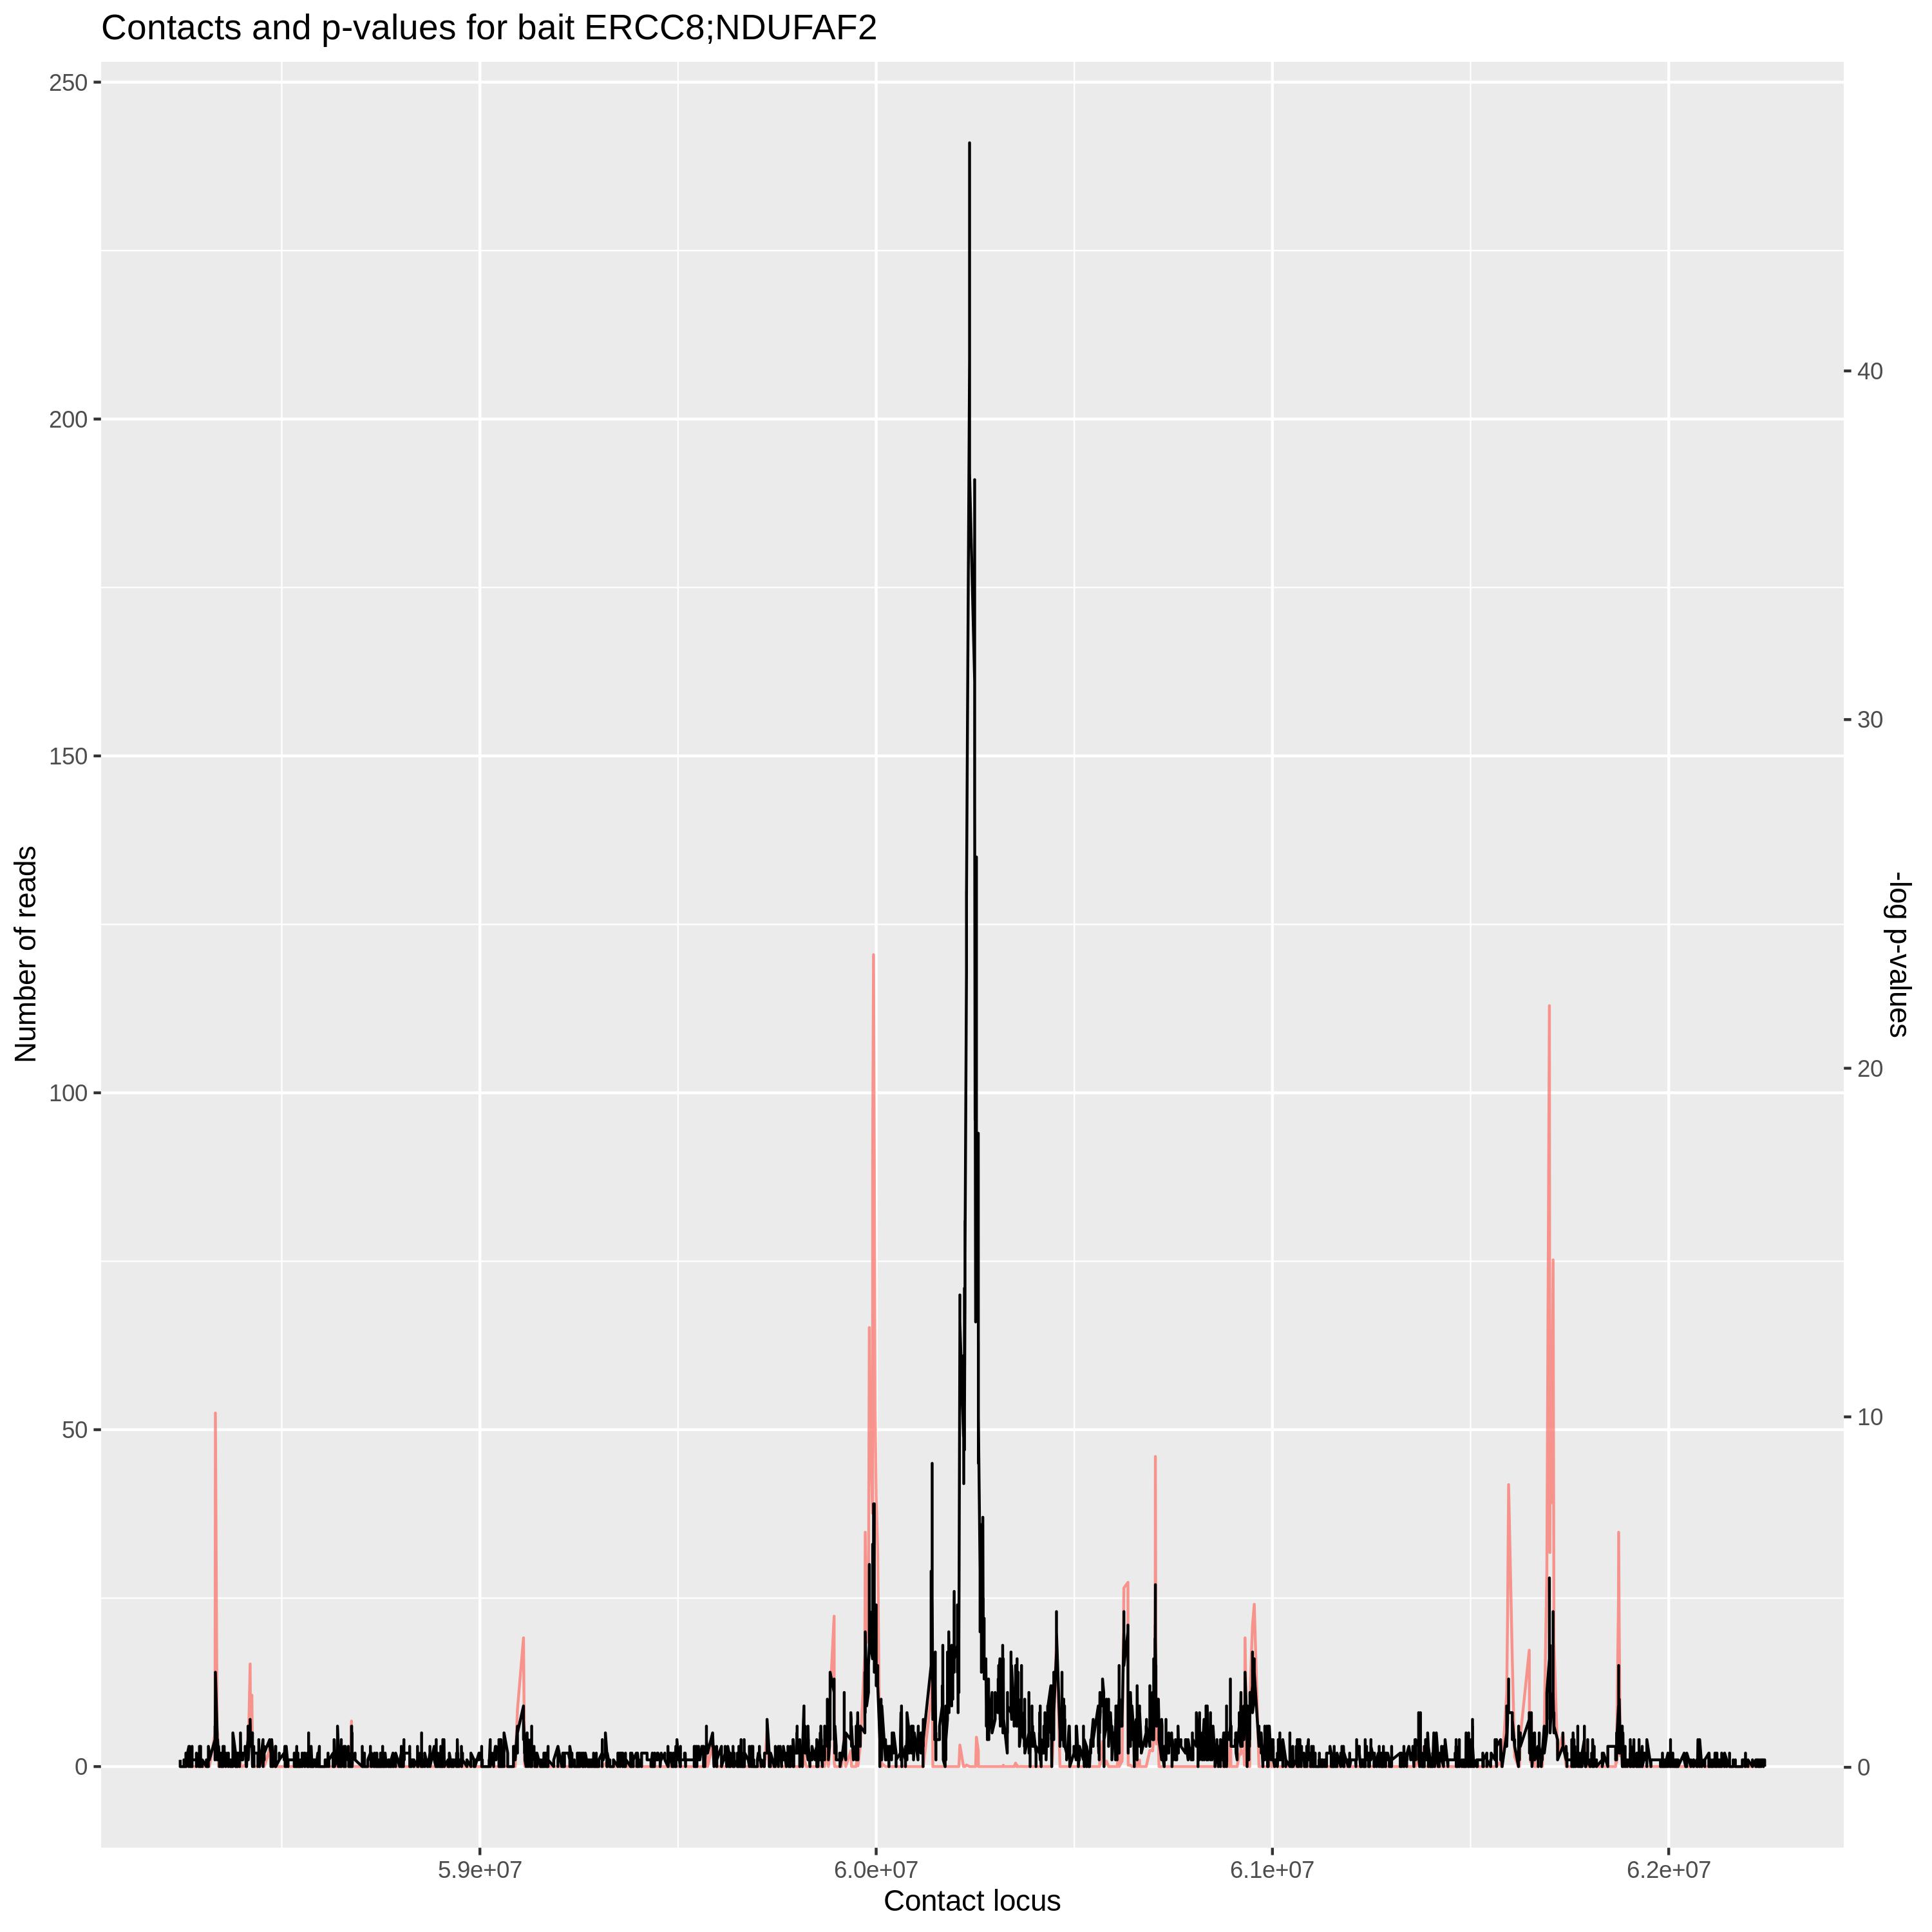 Contacts and p-values for bait ERCC8;NDUFAF2
250
200
150
100
50
0
Number of reads
40
30
20
10
0
-log p-values
5.9e+07
6.0e+07
6.1e+07
6.2e+07
Contact locus